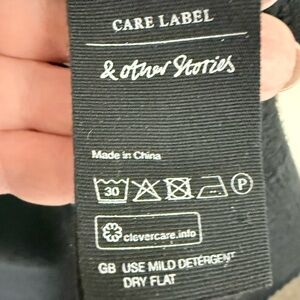 CARE LABEL
& other Stories
Made in China
30 P
clevercare.info
GB USE MILD DETERGENT
DRY FLAT